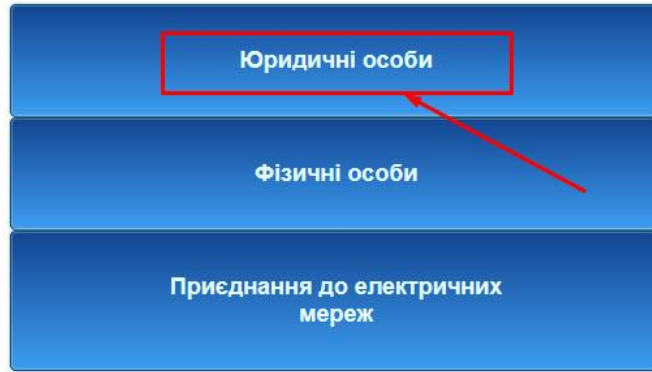 Юридичні особи
Фізичні особи
Приєднання до електричних
мереж